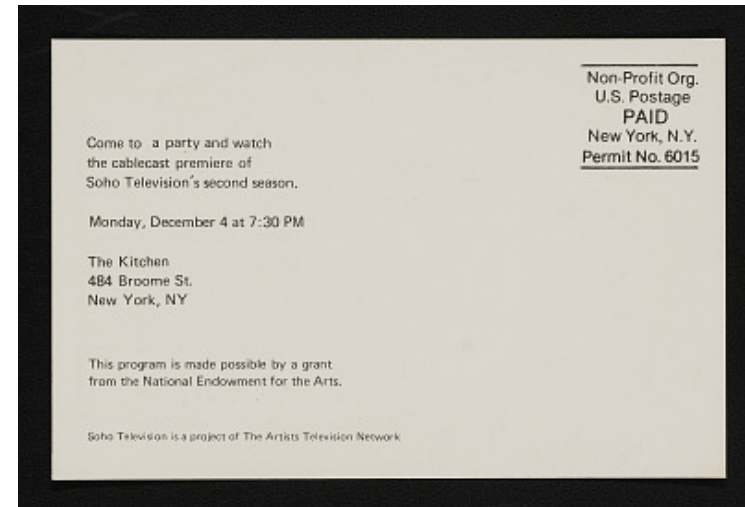 Non-Profit Org.
U.S. Postage
PAID
New York, N.Y.
Permit No. 6015
Come to a party and watch
the cablecast premiere of
Soho Television's second season.
Monday, December 4 at 7:30 PM
The Kitchen
484 Broome St.
New York, NY
This program is made possible by a grant
from the National Endowment for the Arts.
Soho Television is a project of The Artists Television Network